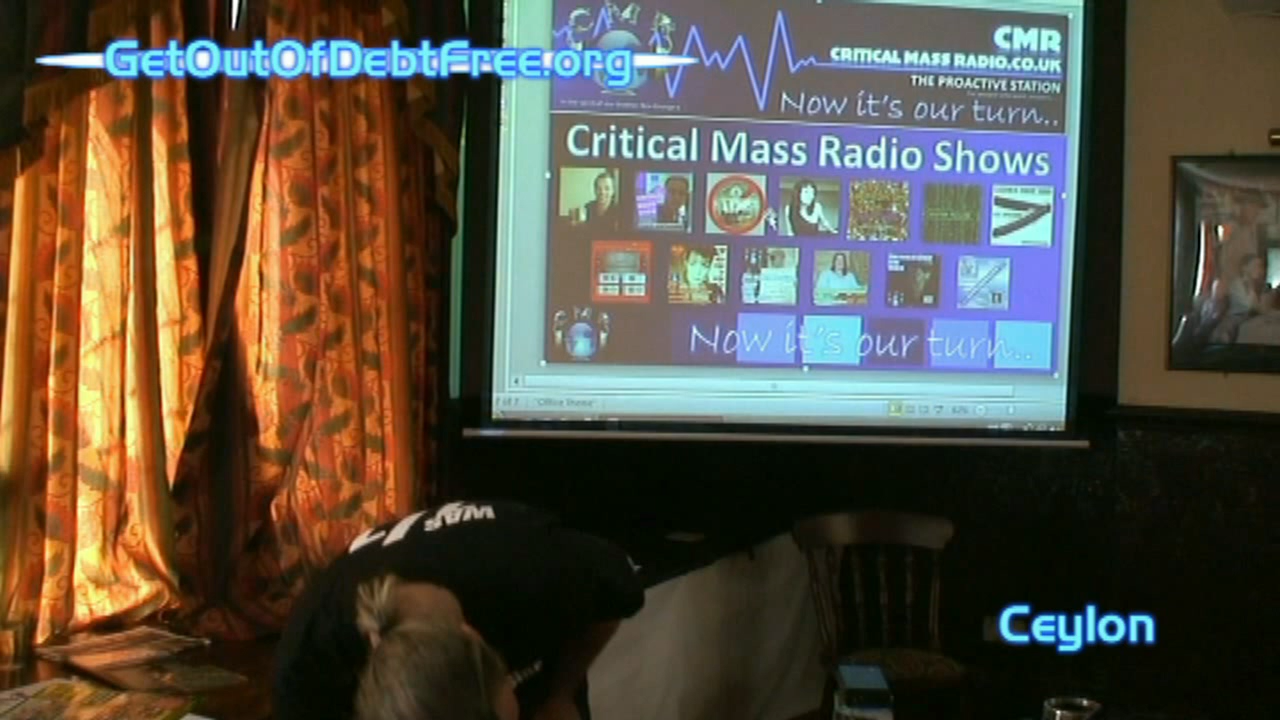 GetOutOfDebtFree.org
CMR
CRITICAL MASS RADIO.CO.UK
THE PROACTIVE STATION
Now it's our turn..
Critical Mass Radio Shows
Now it's our turn..
WAR
Ceylon